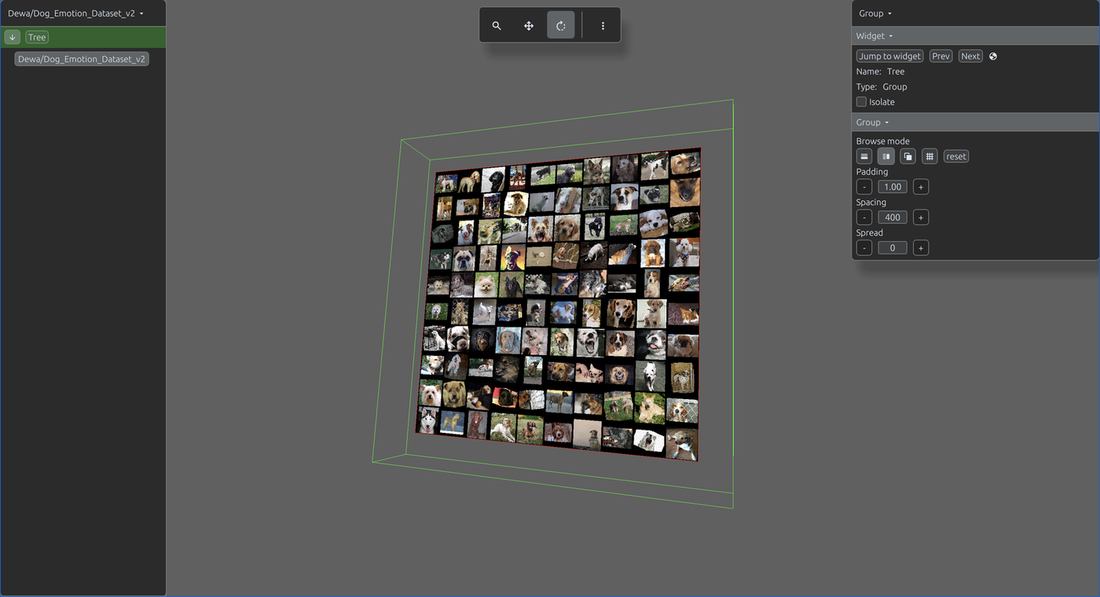 Dewa/Dog_Emotion_Dataset_v2
Tree
Dewa/Dog_Emotion_Dataset_v2
Group
Widget
Jump to widget Prev Next
Name: Tree
Type: Group
Isolate
Group
Browse mode
reset
Padding
- 1.00 +
Spacing
- 400 +
Spread
- 0 +